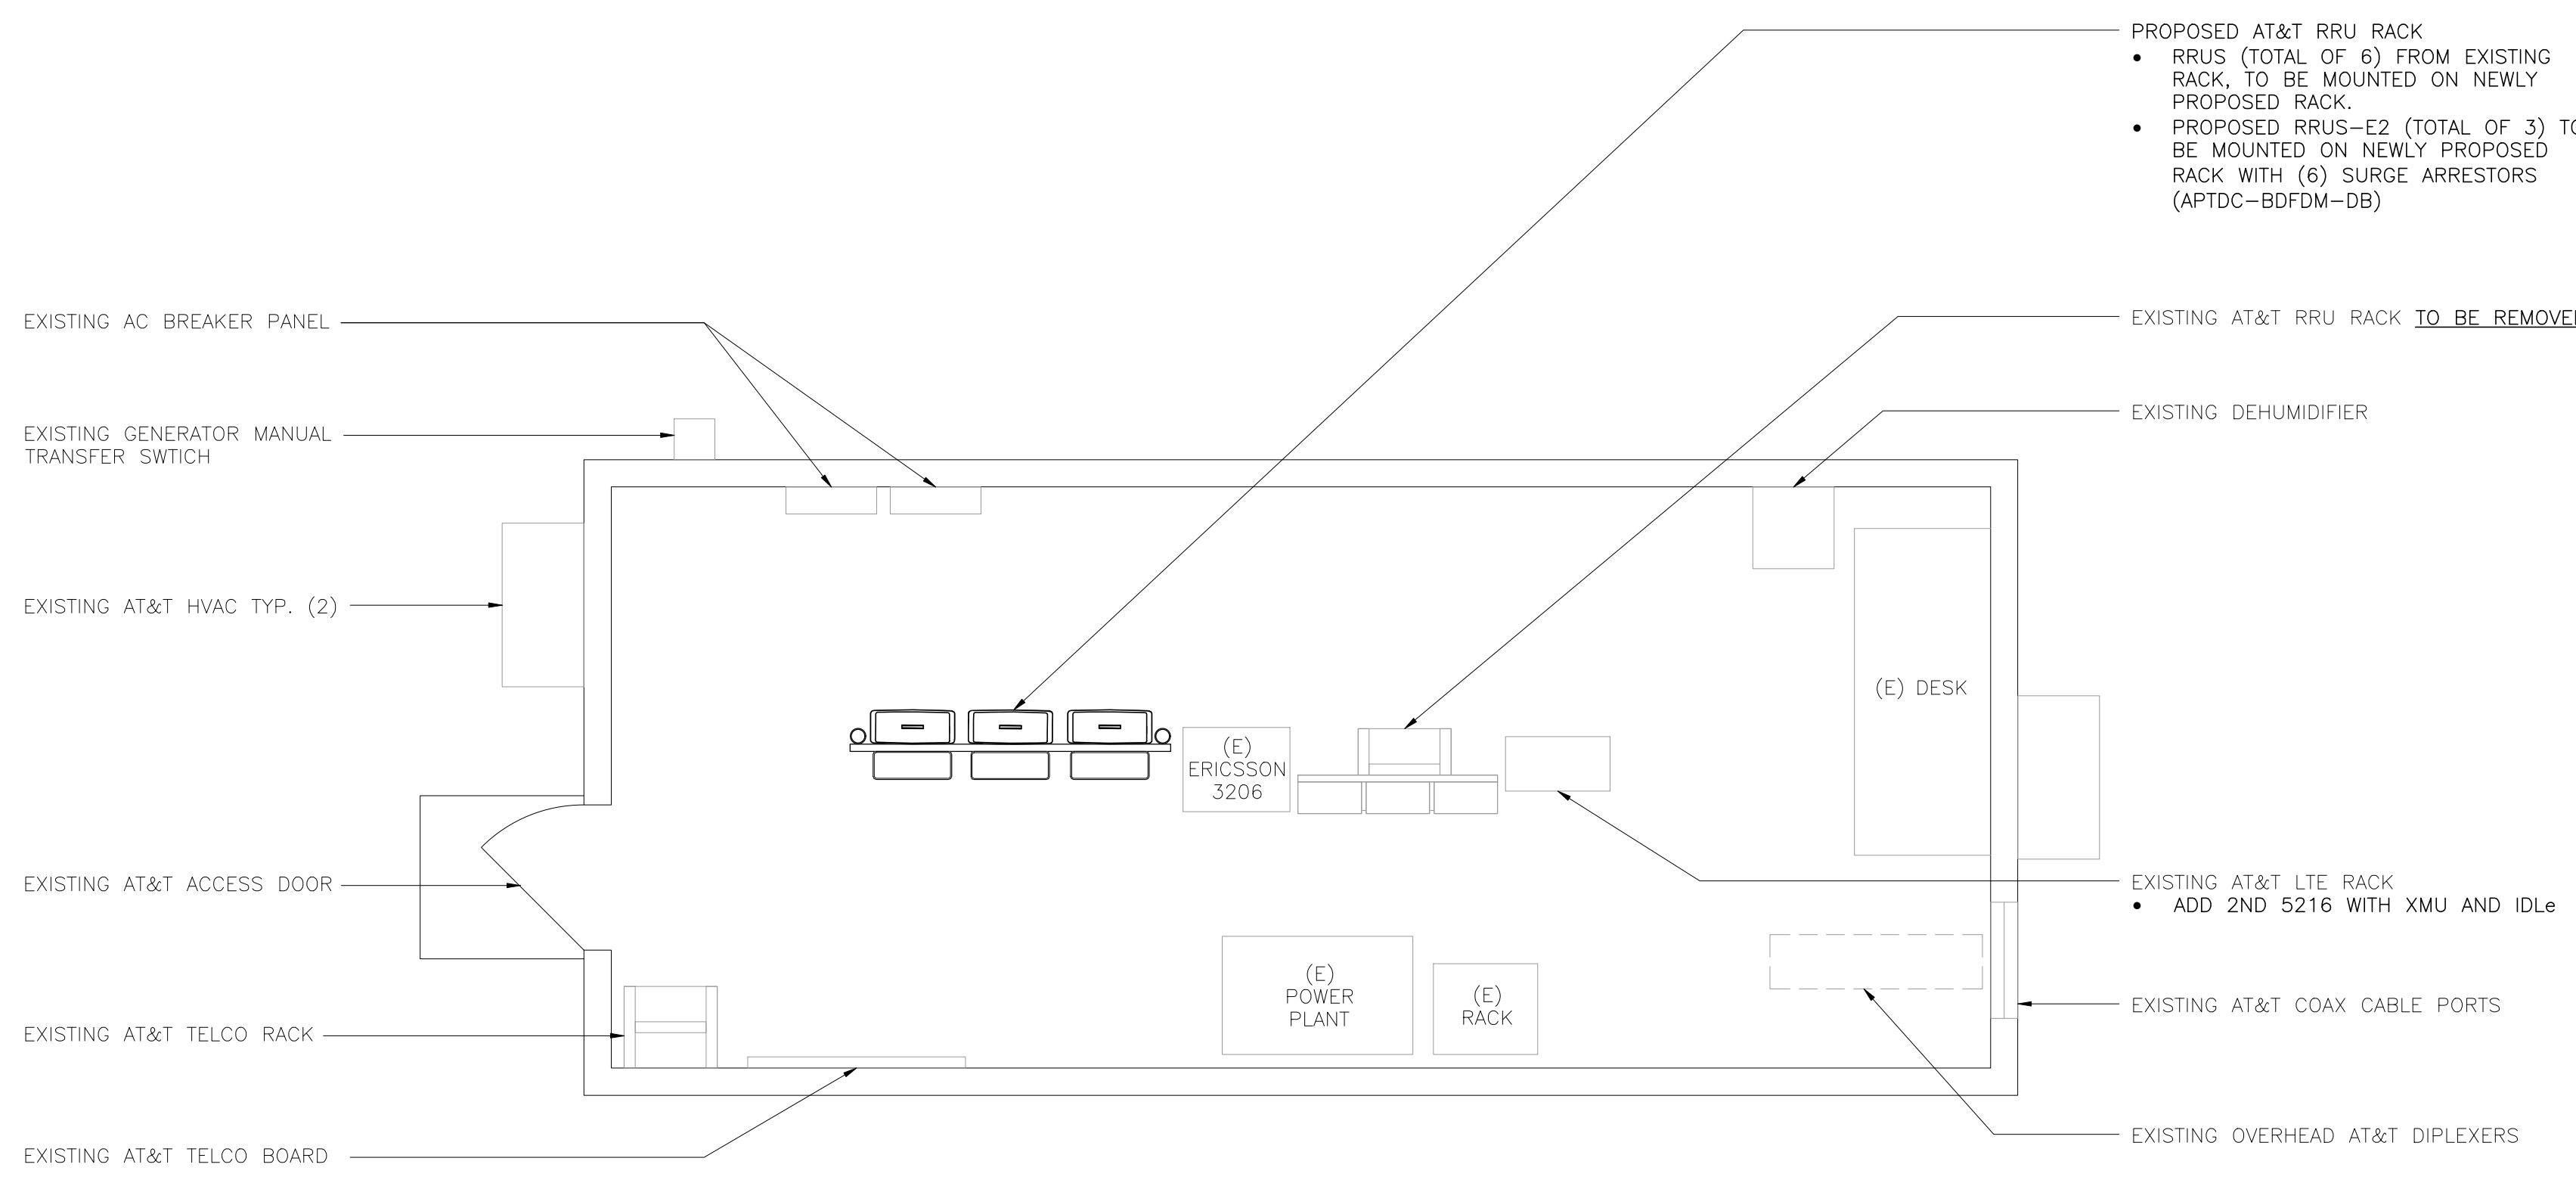 PROPOSED AT&T RRU RACK
• RRUS (TOTAL OF 6) FROM EXISTING
RACK, TO BE MOUNTED ON NEWLY
PROPOSED RACK.
• PROPOSED RRUS-E2 (TOTAL OF 3)
BE MOUNTED ON NEWLY PROPOSED
RACK WITH (6) SURGE ARRESTORS
(APTDC-BDFDM-DB)
EXISTING AC BREAKER PANEL
EXISTING AT&T RRU RACK TO BE
EXISTING DEHUMIDIFIER
EXISTING GENERATOR MANUAL
TRANSFER SWTICH
EXISTING AT&T HVAC TYP. (2)
(E) DESK
(E)
ERICSSON
3206
EXISTING AT&T ACCESS DOOR
EXISTING AT&T LTE RACK
• ADD 2ND 5216 WITH XMU AND IDLe
(E)
POWER
PLANT
(E)
RACK
EXISTING AT&T COAX CABLE PORTS
EXISTING AT&T TELCO RACK
EXISTING OVERHEAD AT&T DIPLEXERS
EXISTING AT&T TELCO BOARD